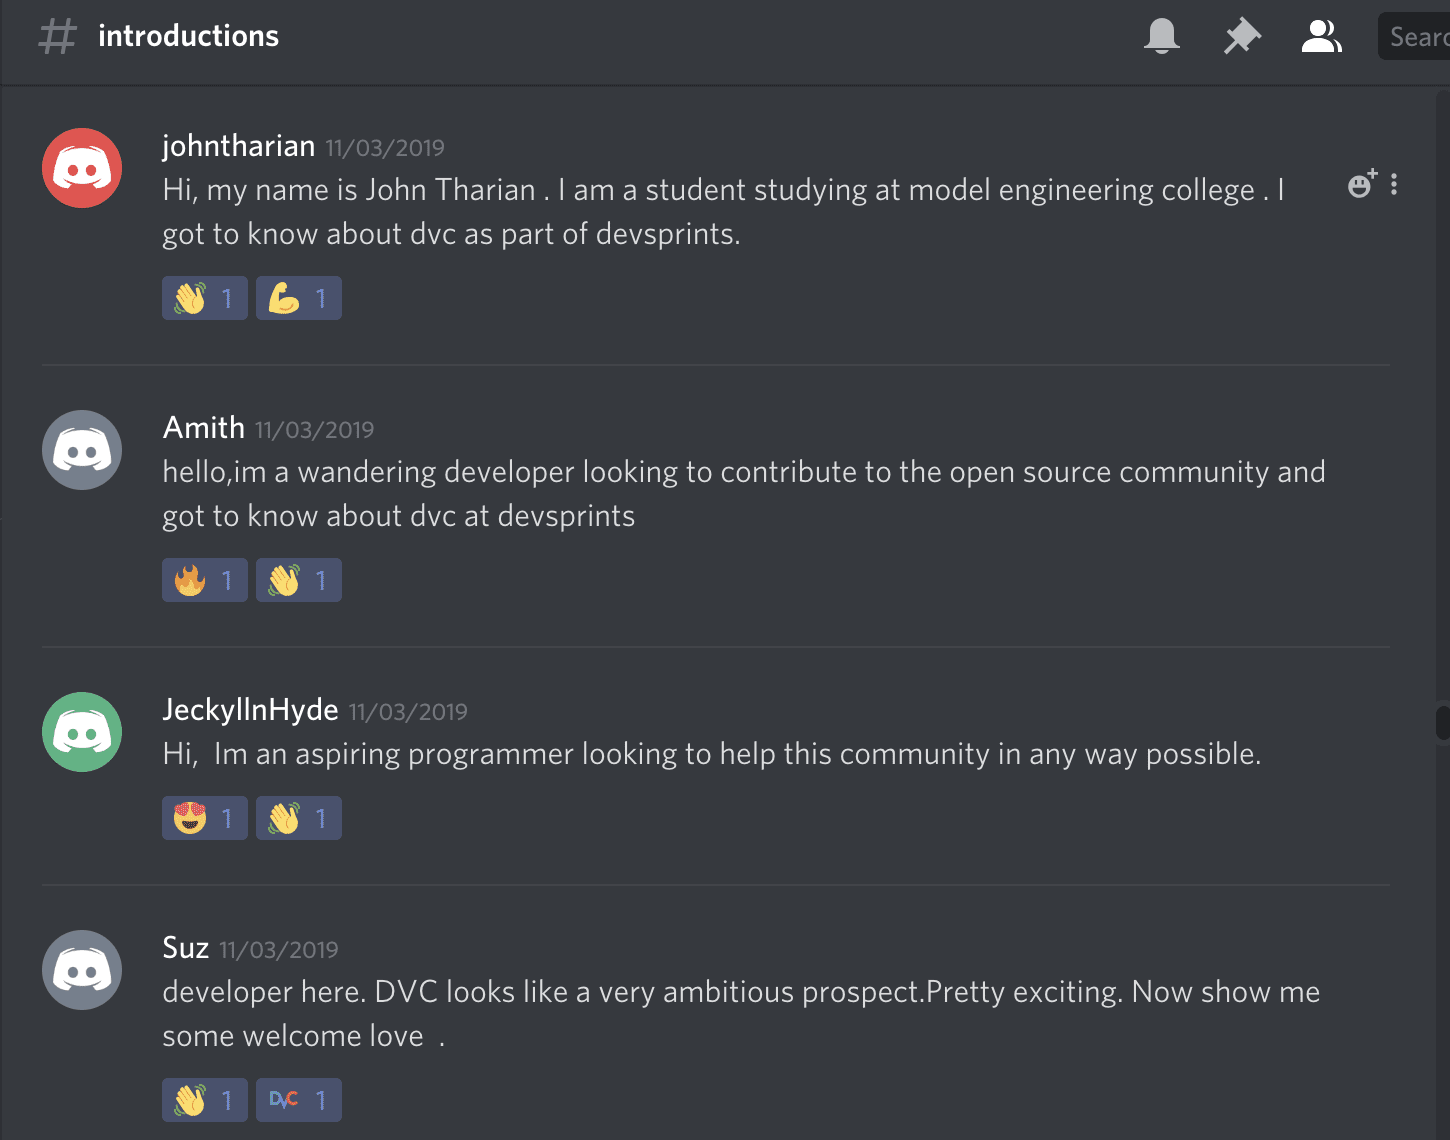 introductions
Searc
johntharian 11/03/2019
Hi, my name is John Tharian . I am a student studying at model engineering college . I
got to know about dvc as part of devsprints.
1 1
Amith 11/03/2019
hello,im a wandering developer looking to contribute to the open source community and
got to know about dvc at devsprints
1 1
JeckyllnHyde 11/03/2019
Hi,  Im an aspiring programmer looking to help this community in any way possible.
1 1
Suz 11/03/2019
developer here. DVC looks like a very ambitious prospect.Pretty exciting. Now show me
some welcome love  .
1 DVC 1